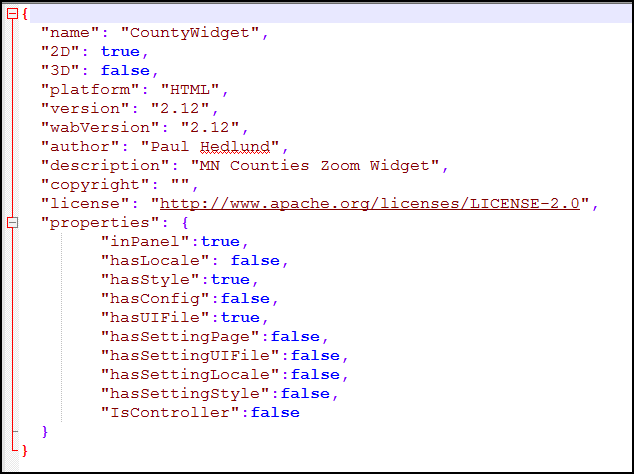 {
"name": "CountyWidget",
"2D": true,
"3D": false,
"platform": "HTML",
"version": "2.12",
"wabVersion": "2.12",
"author": "Paul Hedlund",
"description": "MN Counties Zoom Widget",
"copyright": "",
"license": "http://www.apache.org/licenses/LICENSE-2.0",
"properties": {
"inPanel":true,
"hasLocale": false,
"hasStyle":true,
"hasConfig":false,
"hasUIFile":true,
"hasSettingPage":false,
"hasSettingUIFile":false,
"hasSettingLocale":false,
"hasSettingStyle":false,
"IsController":false
}
}